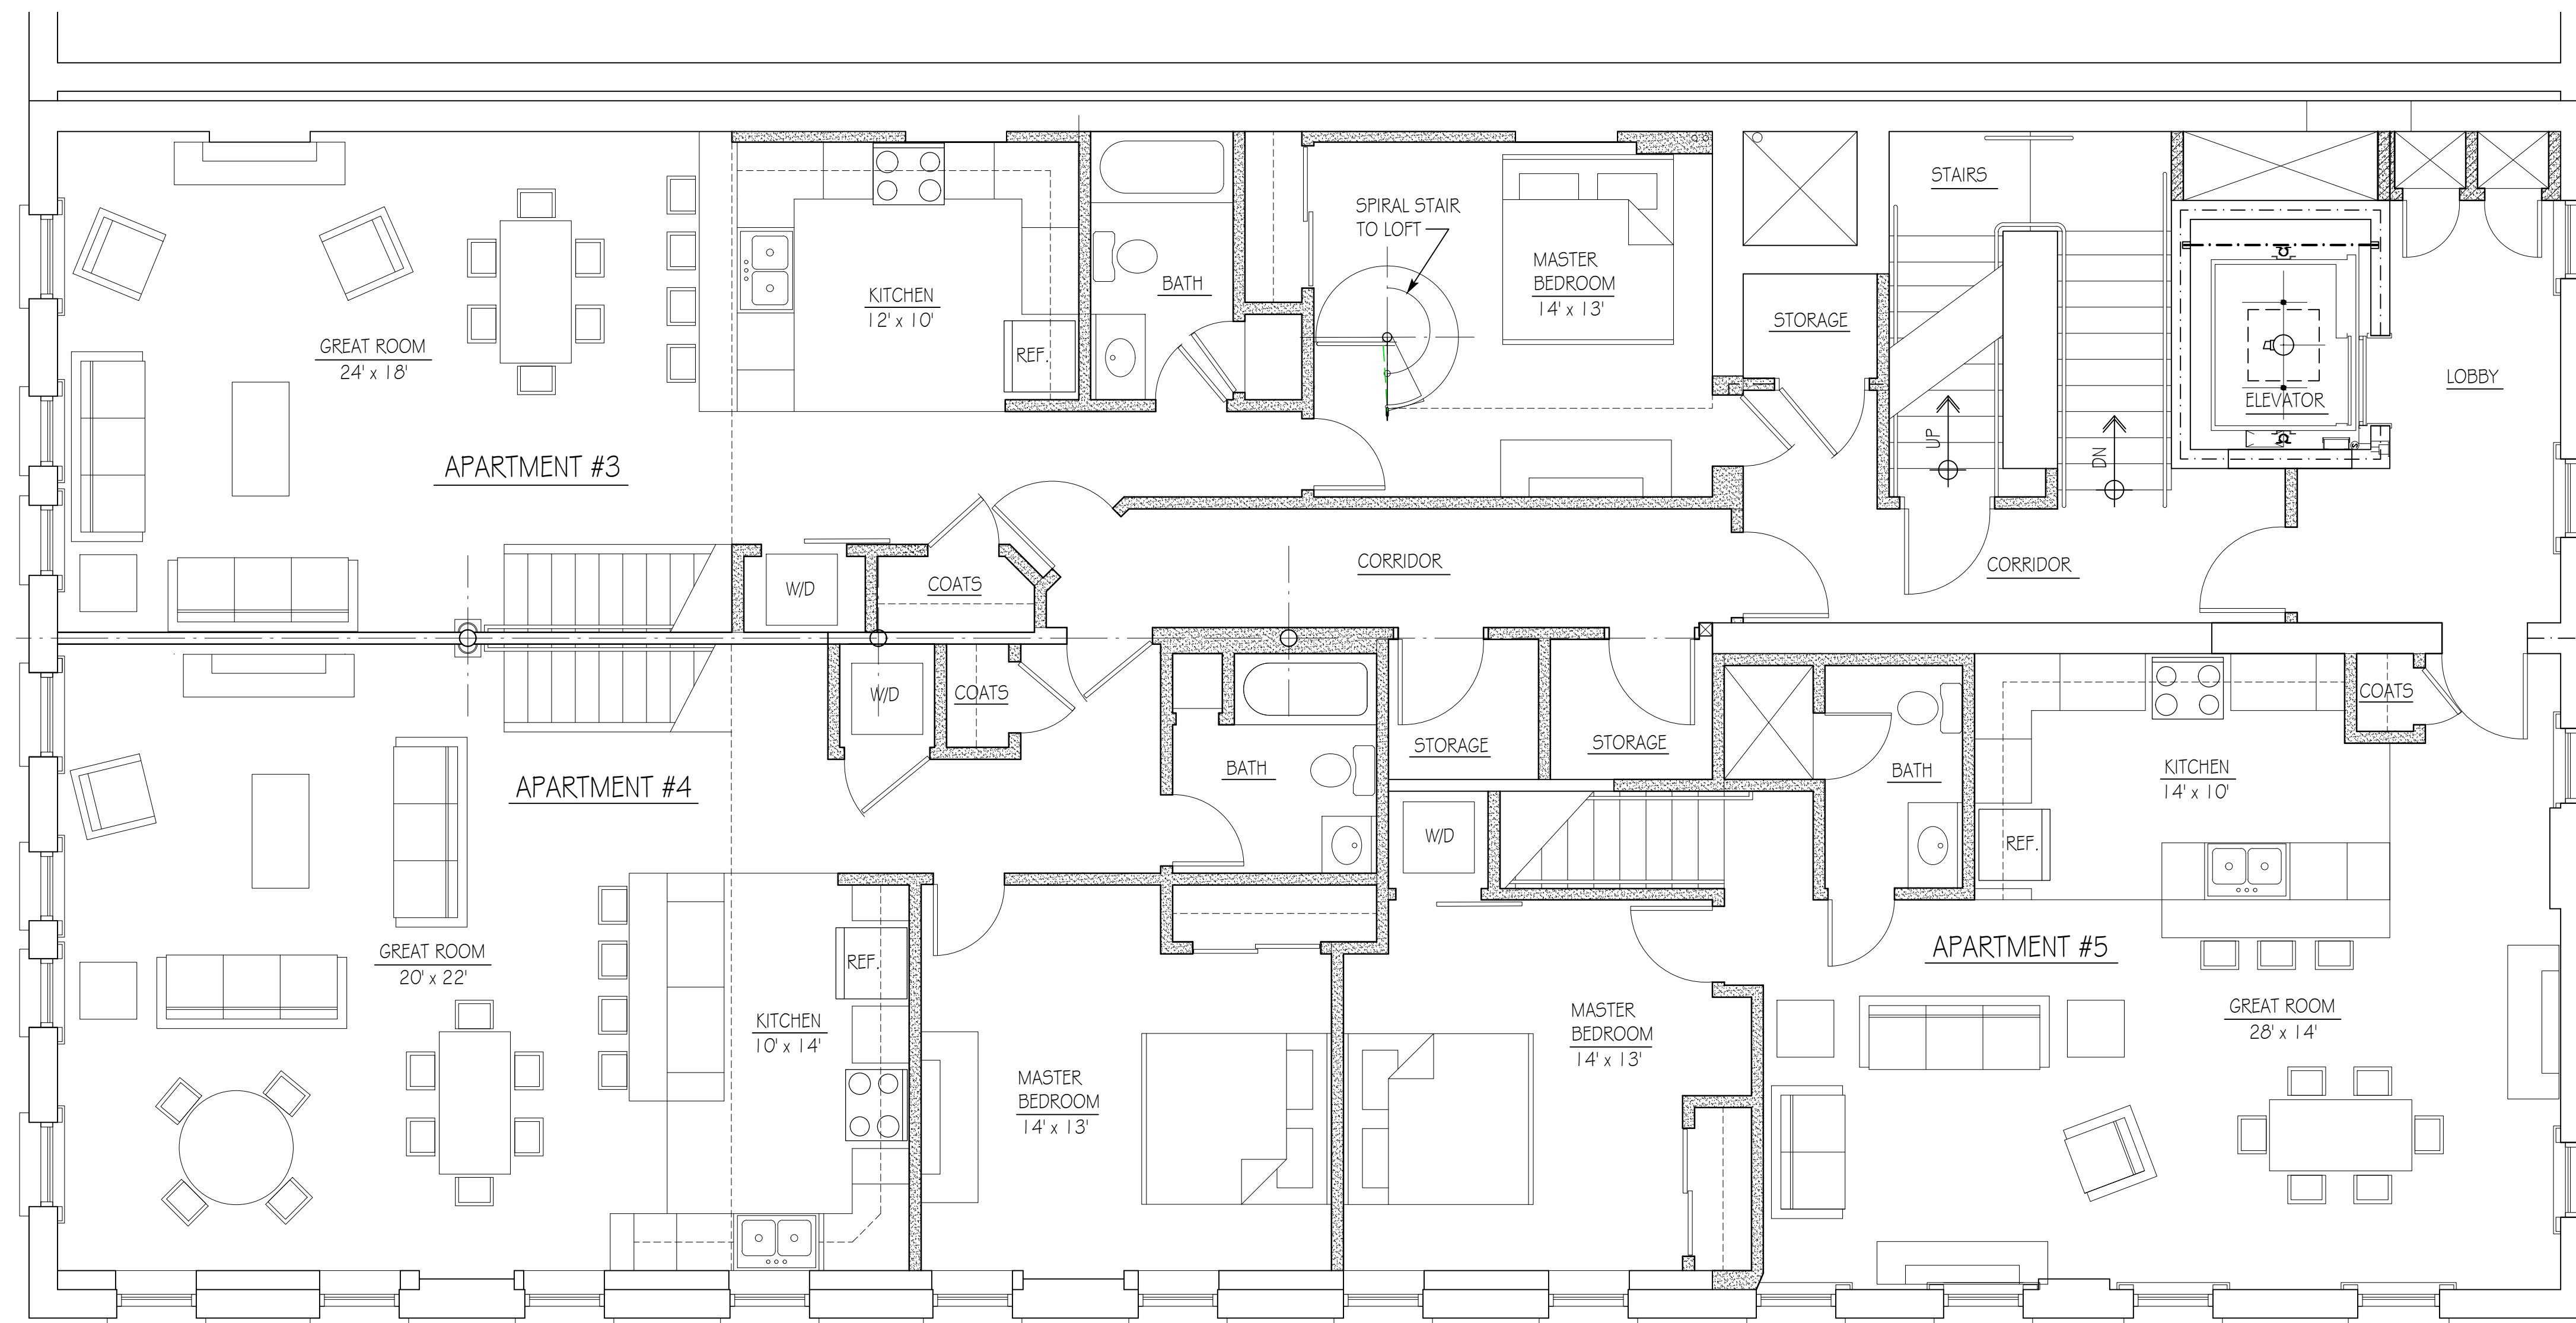 STAIRS
SPIRAL STAIR
TO LOFT
MASTER
BEDROOM
14' x 13'
BATH
KITCHEN
12' x 10'
REF.
STORAGE
GREAT ROOM
24' x 18'
LOBBY
ELEVATOR
UP
DN
APARTMENT #3
CORRIDOR
CORRIDOR
W/D
COATS
W/D
COATS
COATS
APARTMENT #4
BATH
STORAGE
STORAGE
BATH
KITCHEN
14' x 10'
W/D
REF.
GREAT ROOM
20' x 22'
REF.
APARTMENT #5
KITCHEN
10' x 14'
MASTER
BEDROOM
14' x 13'
GREAT ROOM
28' x 14'
MASTER
BEDROOM
14' x 13'